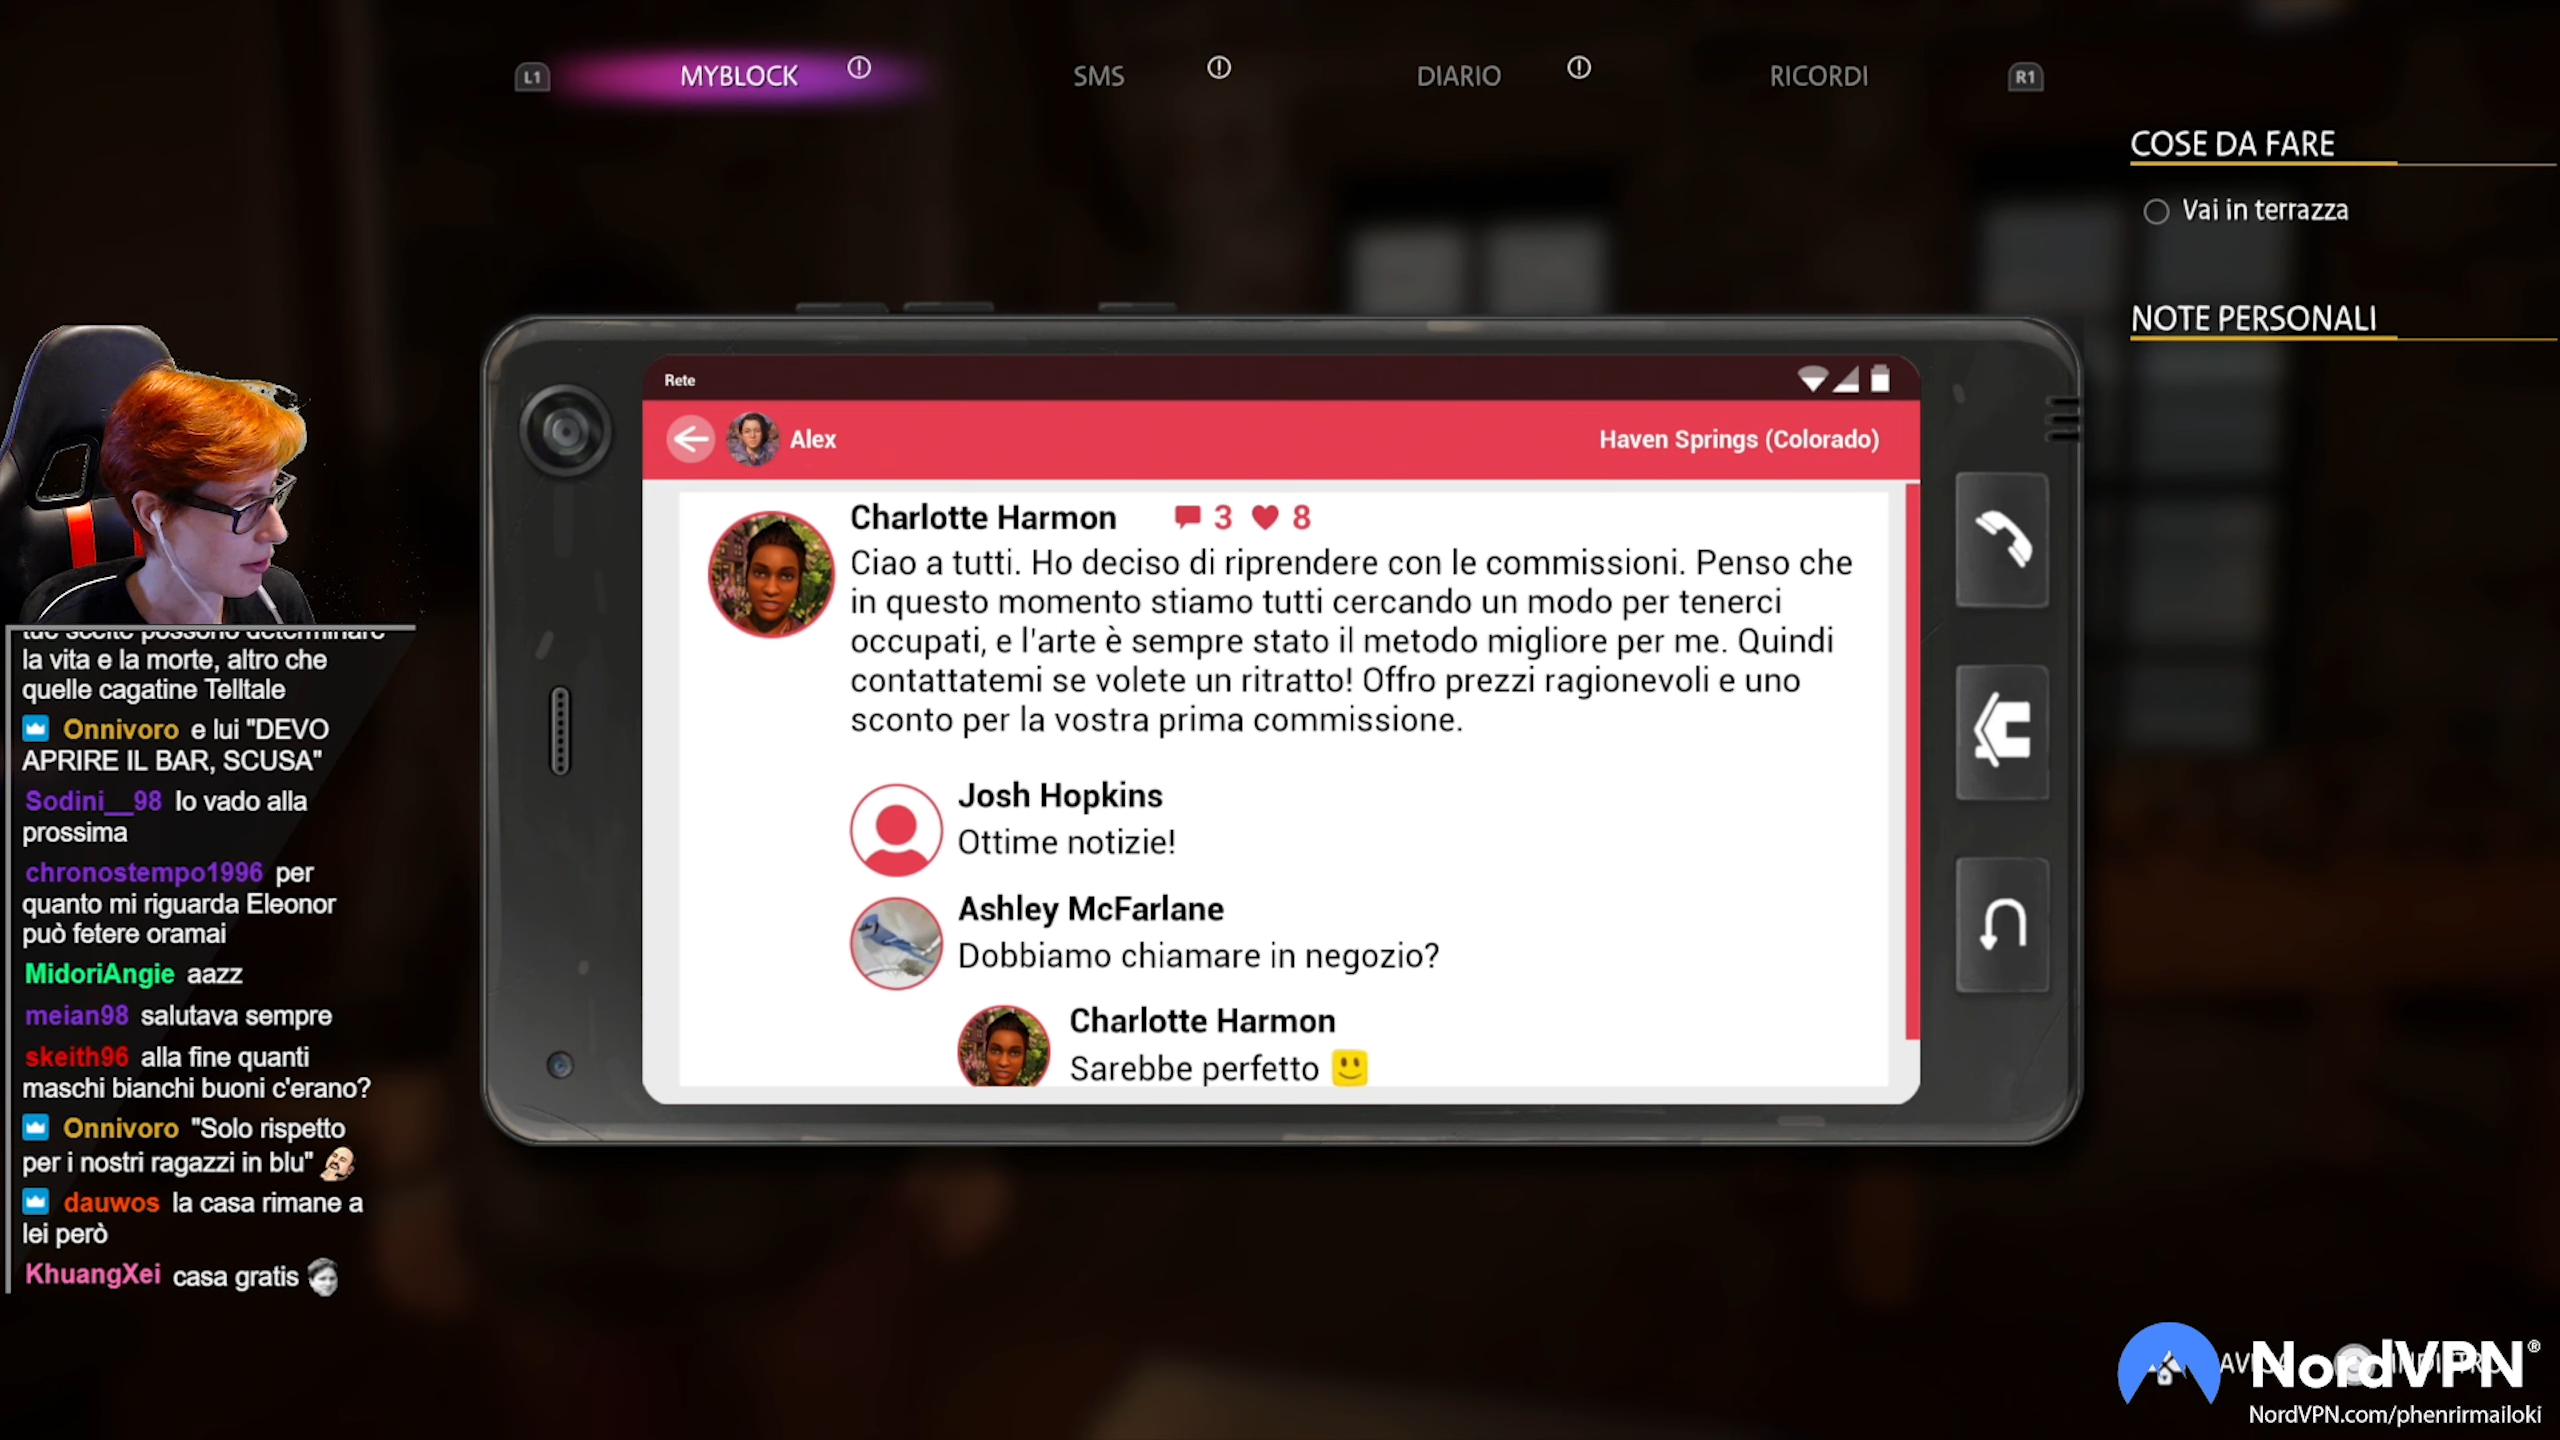 L1
MYBLOCK
SMS
DIARIO
RICORDI
R1
COSE DA FARE
Vai in terrazza
NOTE PERSONALI
Rete
Alex
Haven Springs (Colorado)
Charlotte Harmon 3 8
Ciao a tutti. Ho deciso di riprendere con le commissioni. Penso che
in questo momento stiamo tutti cercando un modo per tenerci
occupati, e l'arte è sempre stato il metodo migliore per me. Quindi
contattatemi se volete un ritratto! Offro prezzi ragionevoli e uno
sconto per la vostra prima commissione.
Josh Hopkins
Ottime notizie!
Ashley McFarlane
Dobbiamo chiamare in negozio?
Charlotte Harmon
Sarebbe perfetto
tue scelte possono determinare
la vita e la morte, altro che
quelle cagatine Telltale
Onnivoro e lui "DEVO
APRIRE IL BAR, SCUSA"
Sodini__98 Io vado alla
prossima
chronostempo1996 per
quanto mi riguarda Eleonor
può fetere oramai
MidoriAngie aazz
meian98 salutava sempre
skeith96 alla fine quanti
maschi bianchi buoni c'erano?
Onnivoro "Solo rispetto
per i nostri ragazzi in blu"
dauwos la casa rimane a
lei però
KhuangXei casa gratis
NordVPN®
NordVPN.com/phenrirmailoki